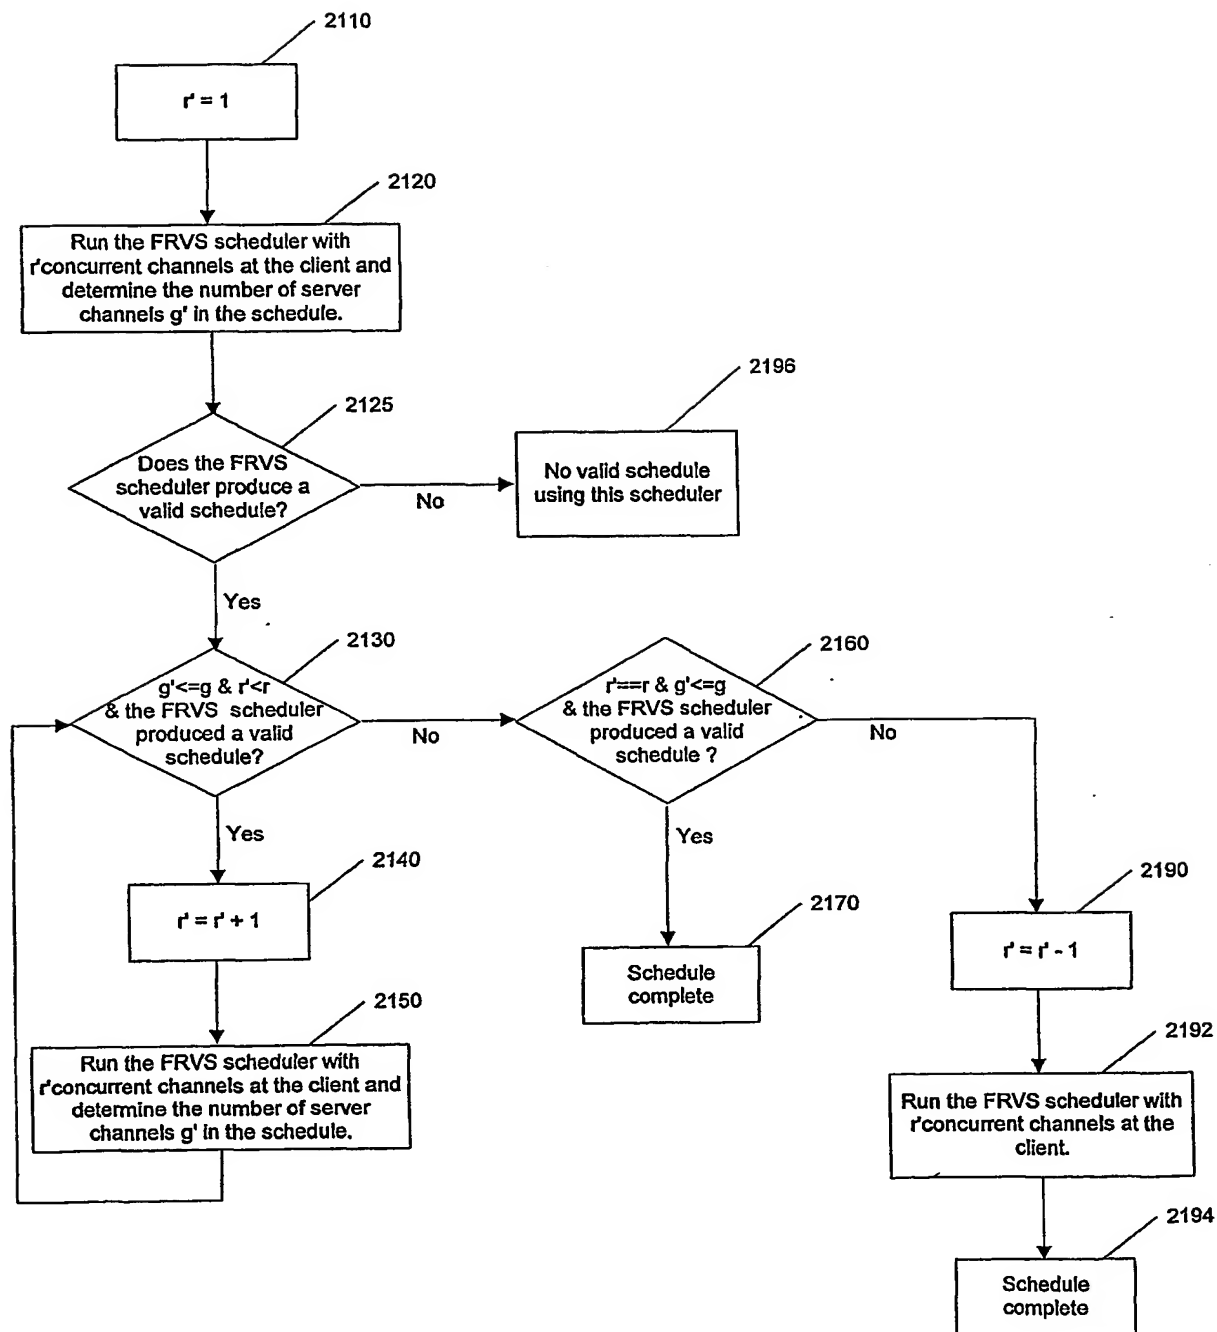 2110
r' = 1
2120
Run the FRVS scheduler with
r'concurrent channels at the client and
determine the number of server
channels g' in the schedule.
2125
Does the FRVS
scheduler produce a
valid schedule?
No
2196
No valid schedule
using this scheduler
Yes
2130
g'<=g & r'<r
& the FRVS scheduler
produced a valid
schedule?
No
2160
r'==r & g'<=g
& the FRVS scheduler
produced a valid
schedule ?
No
Yes
2140
r' = r' + 1
Yes
2170
Schedule
complete
2190
r' = r' - 1
2150
Run the FRVS scheduler with
r'concurrent channels at the client and
determine the number of server
channels g' in the schedule.
2192
Run the FRVS scheduler with
r'concurrent channels at the
client.
2194
Schedule
complete